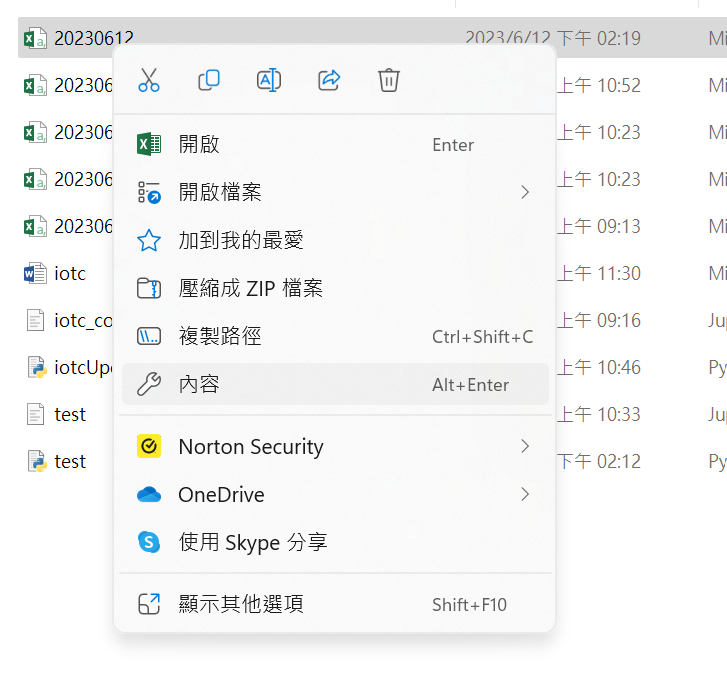 20230612 2023/6/12 下午 02:19 Mi
202306 上午 10:52 Mi
202306 上午 10:23 Mi
202306 上午 10:23 Mi
202306 上午 09:13 Mi
iotc 上午 11:30 Mi
iotc_co 上午 09:16 Jup
iotcUp 上午 10:46 Py
test 上午 10:33 Jup
test 下午 02:12 Py
開啟 Enter
開啟檔案
加到我的最愛
壓縮成 ZIP 檔案
複製路徑 Ctrl+Shift+C
內容 Alt+Enter
Norton Security
OneDrive
使用 Skype 分享
顯示其他選項 Shift+F10